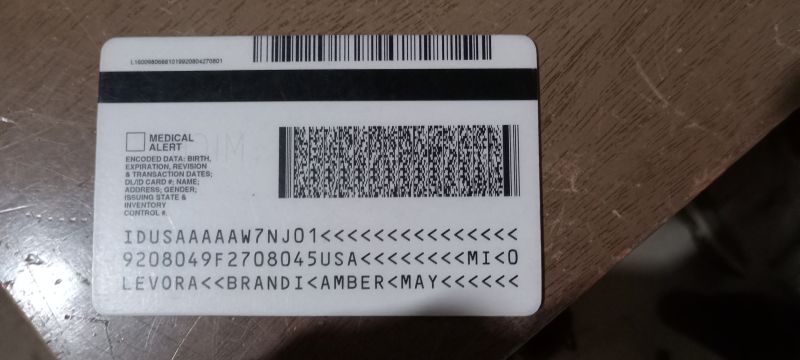 L16009806661019920804270801
MEDICAL
ALERT
ENCODED DATA: BIRTH,
EXPIRATION, REVISION
& TRANSACTION DATES;
DL/ID CARD #: NAME;
ADDRESS; GENDER;
ISSUING STATE &
INVENTORY
CONTROL #.
IDUSAAAAAW7NJ01<<<<<<<<<<<<<<<
9208049F2708045USA<<<<<<<<MI<0
LEVORA<<BRANDI<AMBER<MAY<<<<<<